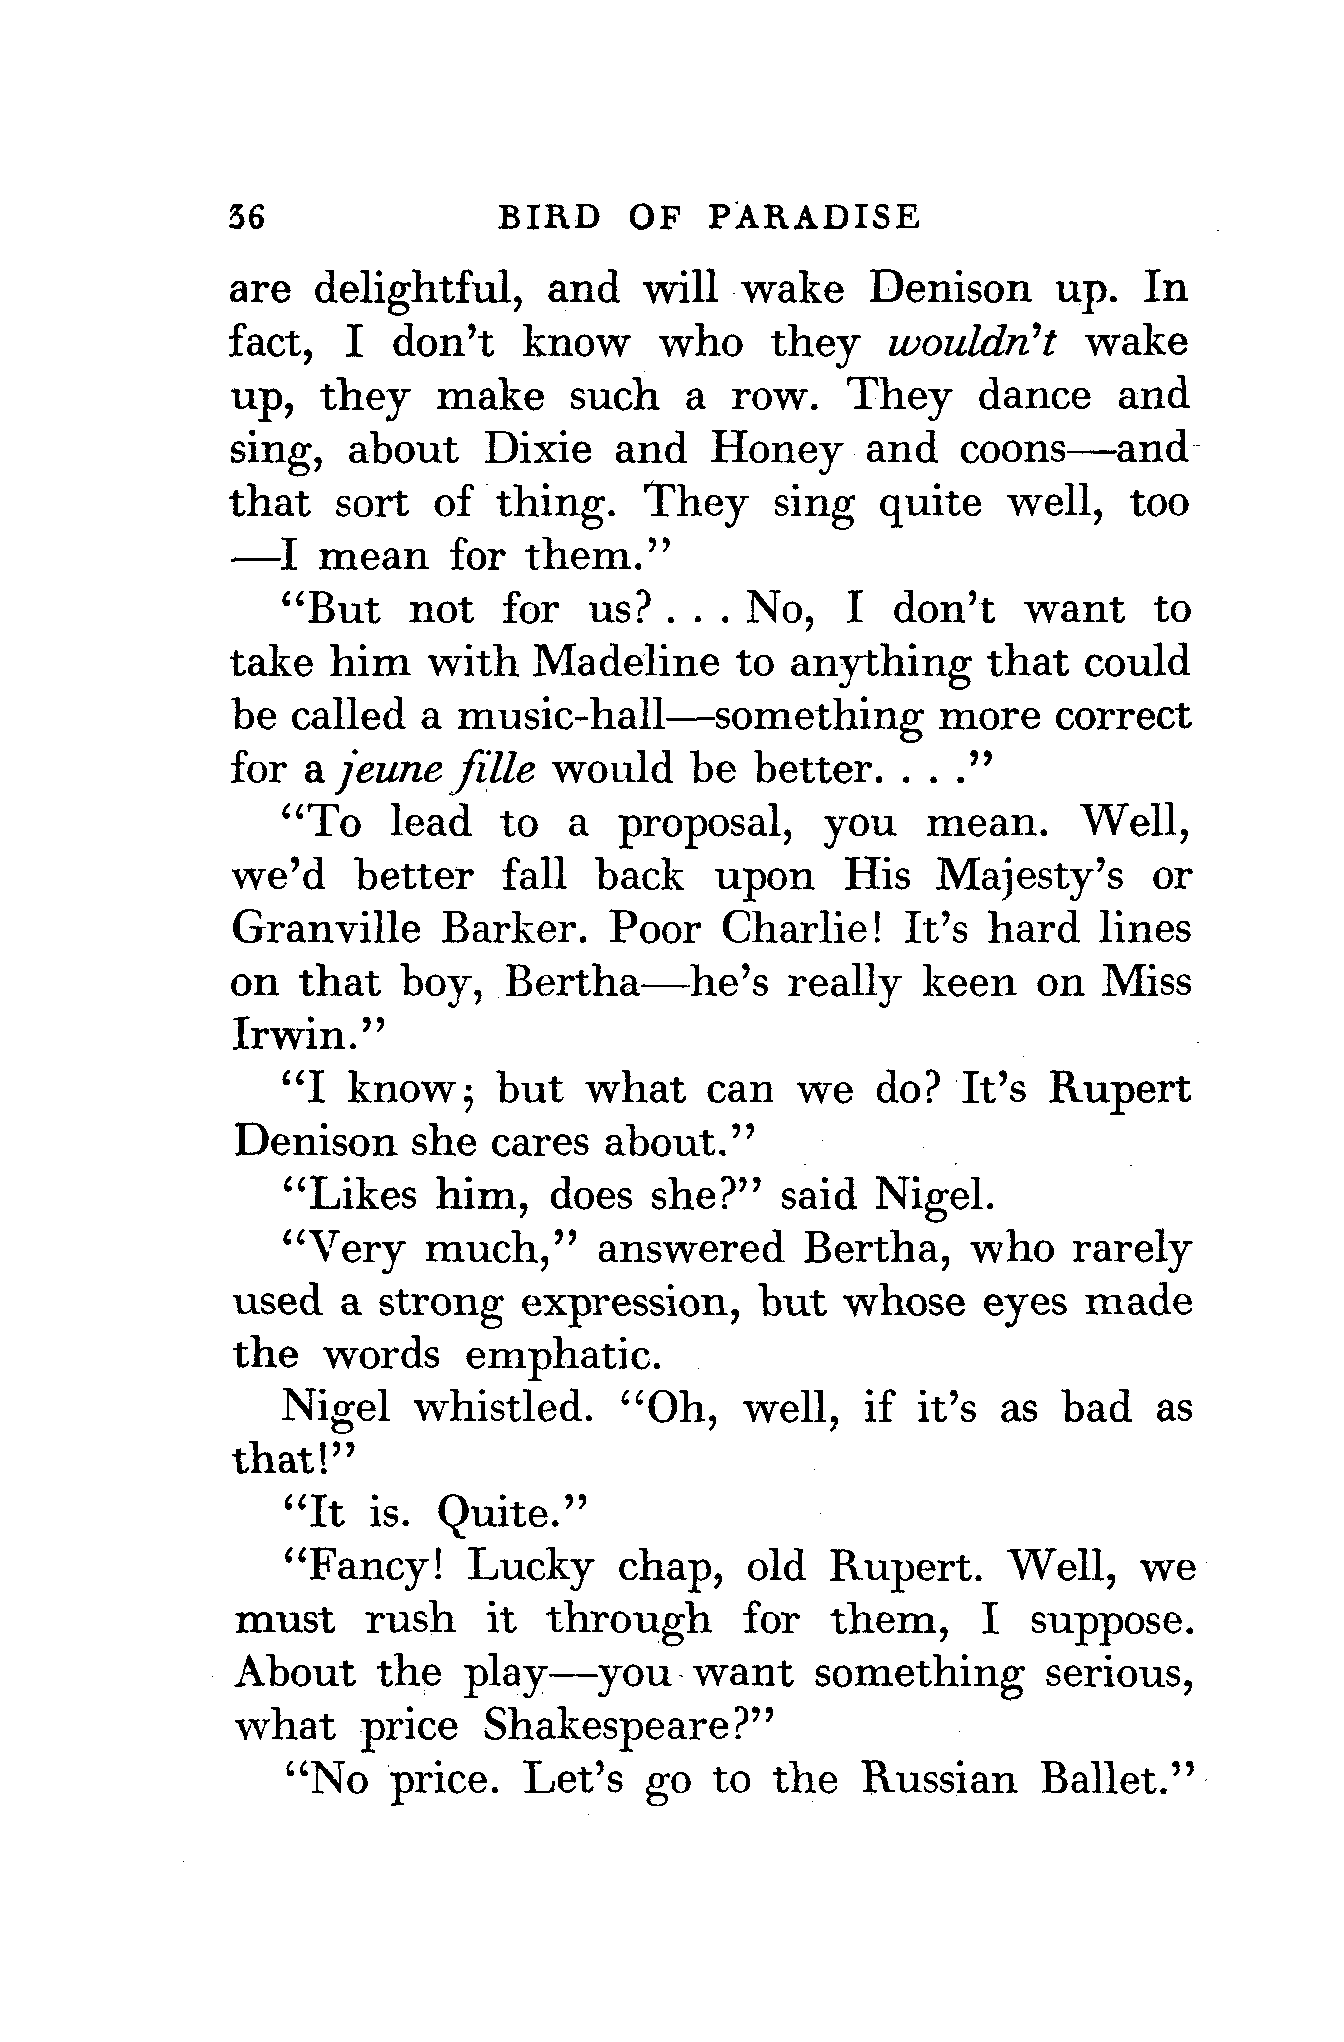 36 BIRD OF PARADISE
are delightful, and will wake Denison up. In
fact, I don't know who they wouldn't wake
up, they make such a row. They dance and
sing, about Dixie and Honey and coons—and
that sort of thing. They sing quite well, too
—I mean for them."
"But not for us? . . . No, I don't want to
take him with Madeline to anything that could
be called a music-hall—something more correct
for a jeune fille would be better. . . ."
"To lead to a proposal, you mean. Well,
we'd better fall back upon His Majesty's or
Granville Barker. Poor Charlie! It's hard lines
on that boy, Bertha—he's really keen on Miss
Irwin."
"I know; but what can we do? It's Rupert
Denison she cares about."
"Likes him, does she?" said Nigel.
"Very much," answered Bertha, who rarely
used a strong expression, but whose eyes made
the words emphatic.
Nigel whistled. "Oh, well, if it's as bad as
that!"
"It is. Quite."
"Fancy! Lucky chap, old Rupert. Well, we
must rush it through for them, I suppose.
About the play—you want something serious,
what price Shakespeare?"
"No price. Let's go to the Russian Ballet."